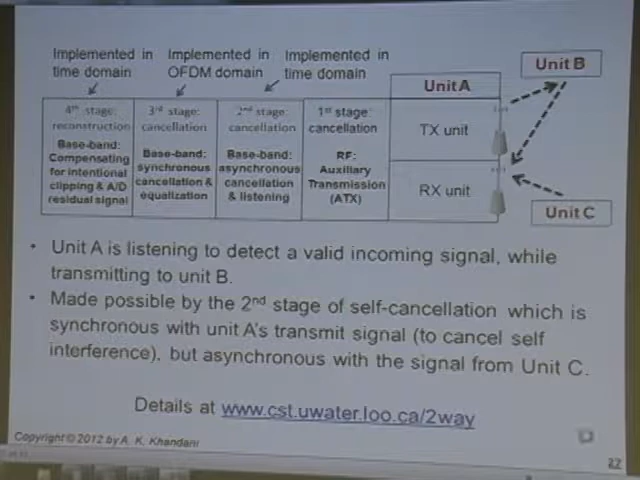 Implemented in
time domain
Implemented in
OFDM domain
Implemented in
time domain
Unit A
Unit B
4th stage:
reconstruction
Base-band:
Compensating
for intentional
clipping & A/D
residual signal
3rd stage:
cancellation
Base-band:
synchronous
cancellation &
equalization
2nd stage:
cancellation
Base-band:
asynchronous
cancellation
& listening
1st stage:
cancellation
RF:
Auxiliary
Transmission
(ATX)
TX unit
RX unit
Unit C
• Unit A is listening to detect a valid incoming signal, while
transmitting to unit B.
• Made possible by the 2nd stage of self-cancellation which is
synchronous with unit A's transmit signal (to cancel self
interference), but asynchronous with the signal from Unit C.
Details at www.cst.uwater.loo.ca/2way
Copyright © 2012 by A. K. Khandani
22